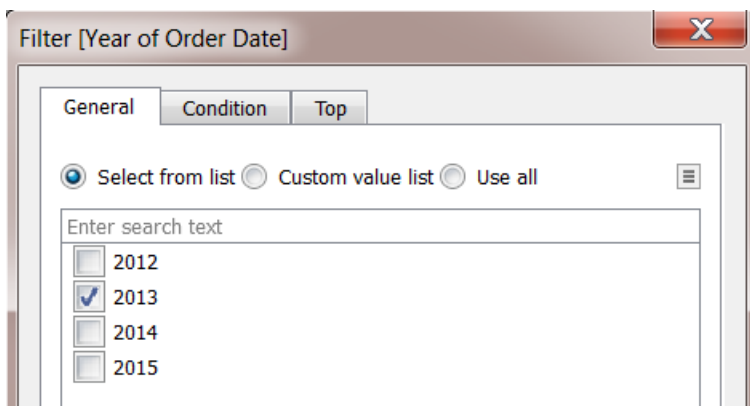 Filter [Year of Order Date]
General Condition Top
Select from list Custom value list Use all
Enter search text
2012
2013
2014
2015